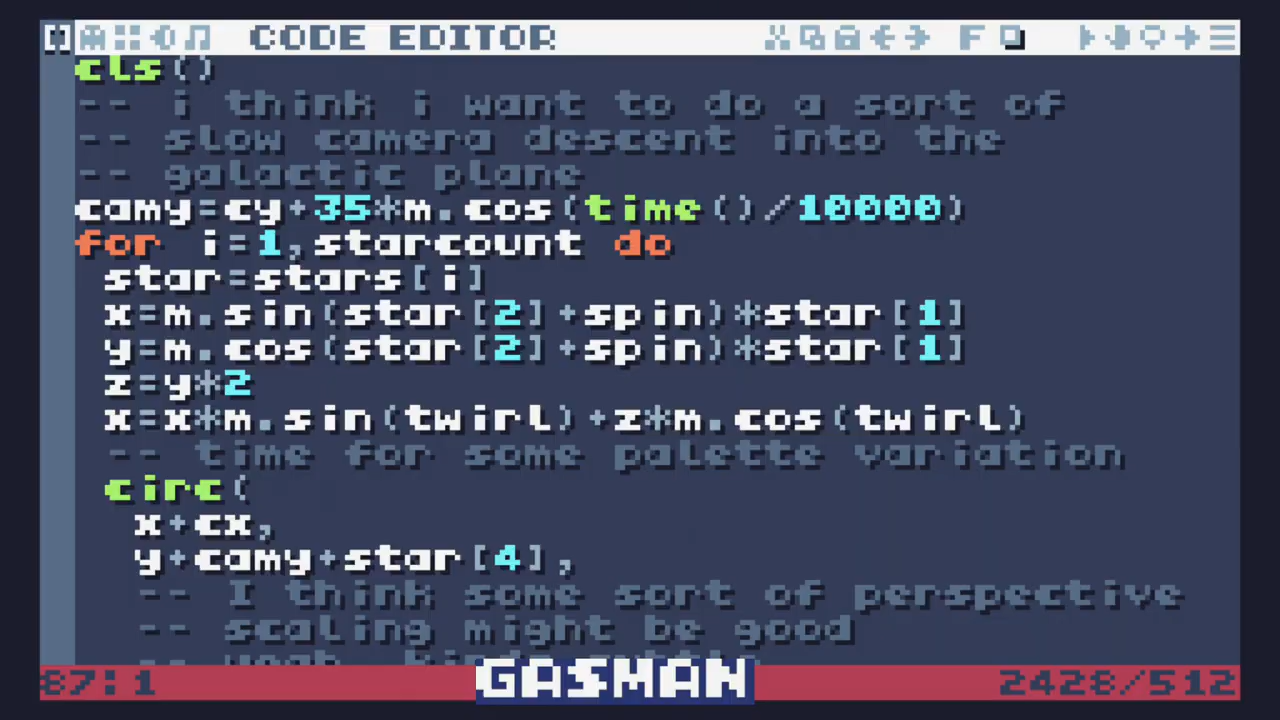 CODE EDITOR F
cls()
-- i think i want to do a sort of
-- slow camera descent into the
-- galactic plane
camy=cy+35*m.cos(time()/10000)
for i=1,starcount do
star=stars[i]
x=m.sin(star[2]+spin)*star[1]
y=m.cos(star[2]+spin)*star[1]
z=y*2
x=x*m.sin(twirl)+z*m.cos(twirl)
-- time for some palette variation
circ(
x+cx,
y+camy+star[4],
-- I think some sort of perspective
-- scaling might be good
87:1 GASMAN 2428/512